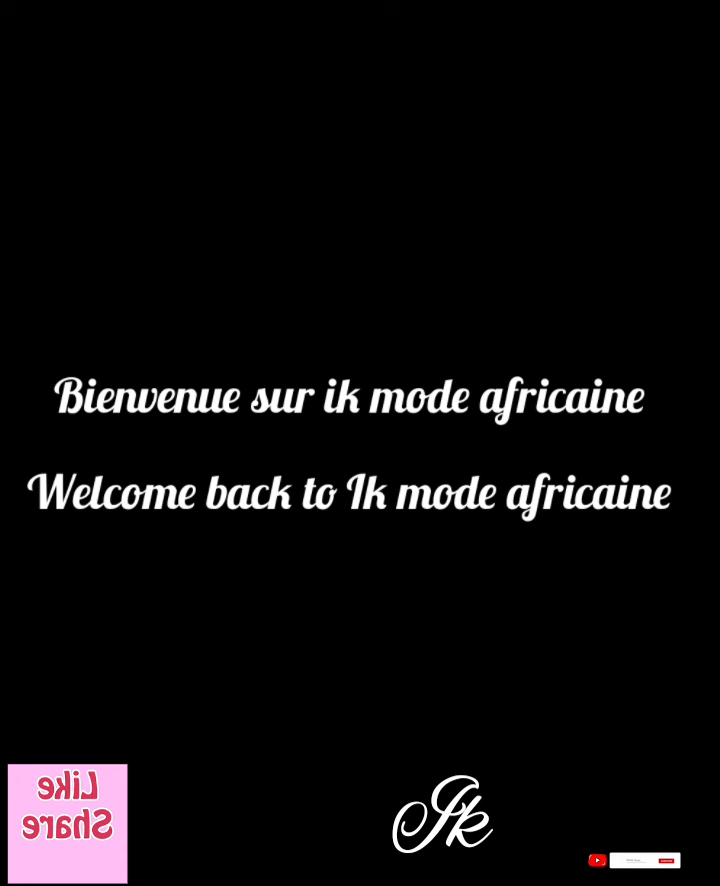 Bienvenue sur ik mode africaine
Welcome back to Ik mode africaine
Like
Share
Ik